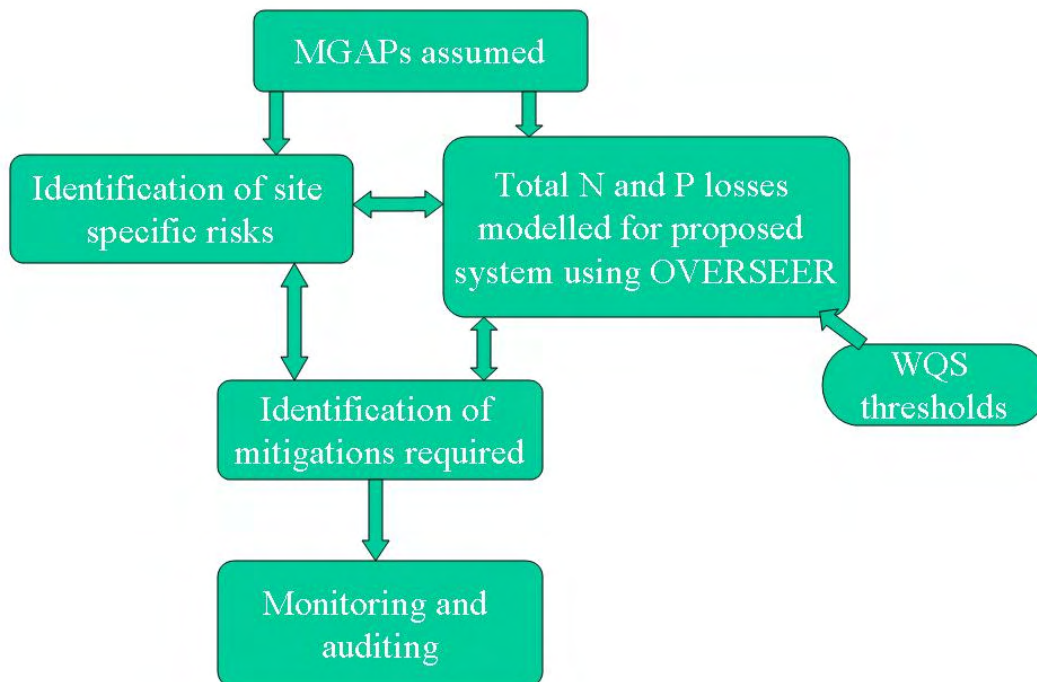 MGAPs assumed
Identification of site
specific risks
Total N and P losses
modelled for proposed
system using OVERSEER
WQS
thresholds
Identification of
mitigations required
Monitoring and
auditing